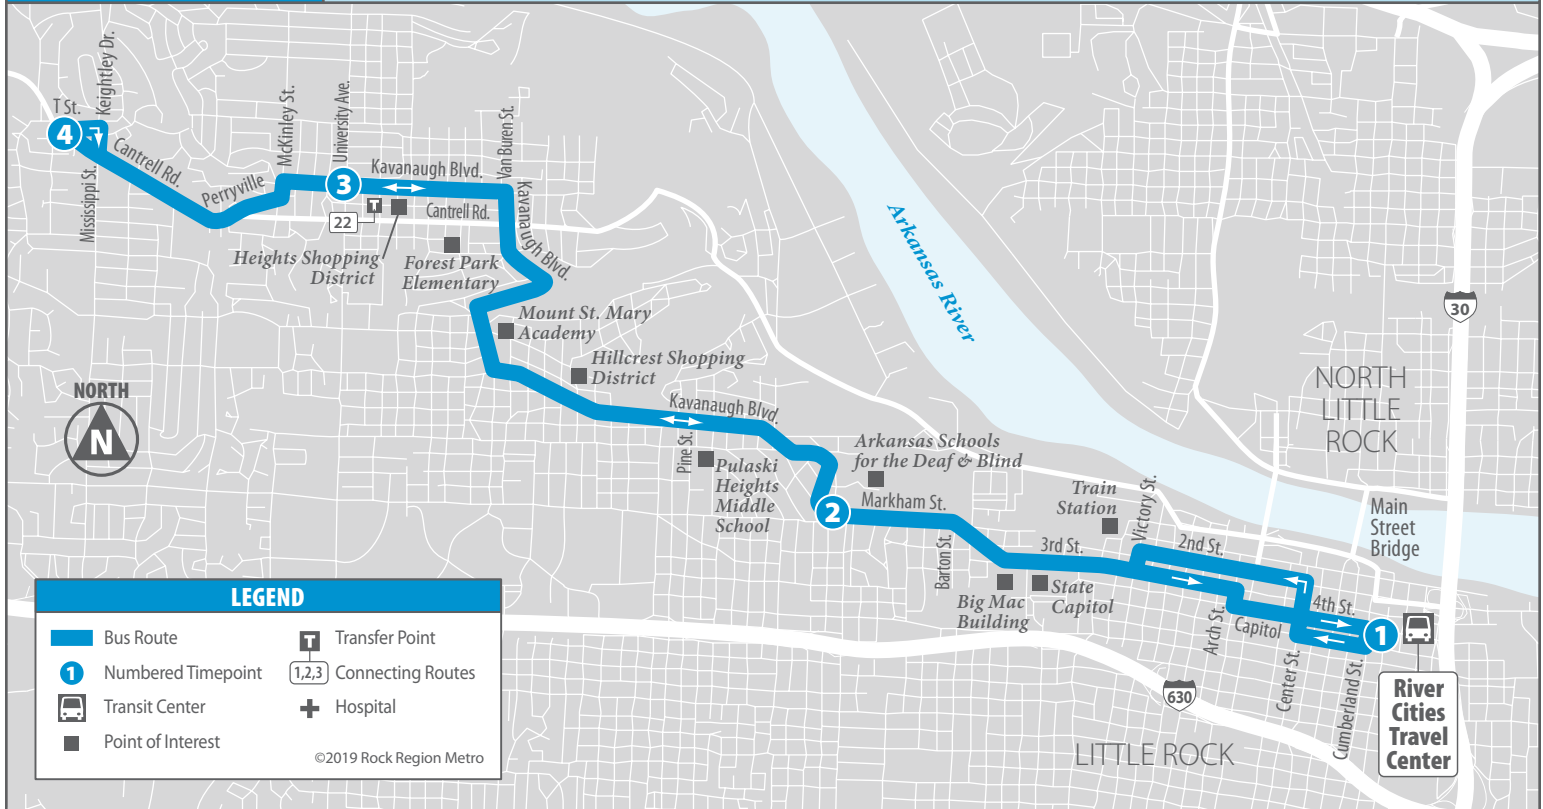 T St.
Keightley Dr.
4
Cantrell Rd.
Mississippi St.
Perryville
McKinley St.
University Ave.
3
Kavanaugh Blvd.
Van Buren St.
T
22
Cantrell Rd.
Kavanaugh Blvd.
Heights Shopping
District
Forest Park
Elementary
Mount St. Mary
Academy
Hillcrest Shopping
District
Kavanaugh Blvd.
Pine St.
Pulaski
Heights
Middle
School
Arkansas Schools
for the Deaf & Blind
2
Markham St.
Barton St.
Big Mac
Building
State
Capitol
3rd St.
Train
Station
Victory St.
2nd St.
Arch St.
Capitol
4th St.
Center St.
Cumberland St.
1
River
Cities
Travel
Center
Main
Street
Bridge
Arkansas River
NORTH
LITTLE
ROCK
30
630
LITTLE ROCK
NORTH
N
LEGEND
Bus Route
1 Numbered Timepoint
Transit Center
Point of Interest
T Transfer Point
1,2,3 Connecting Routes
Hospital
©2019 Rock Region Metro